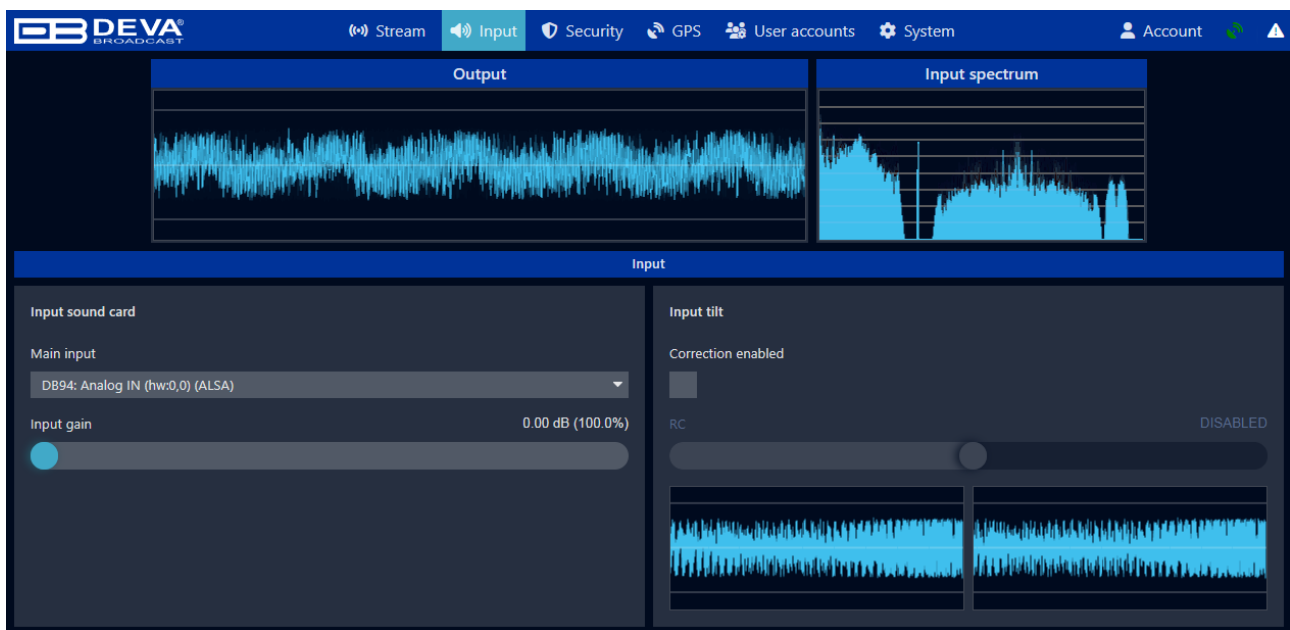 DEVA®
BROADCAST
Stream Input Security GPS User accounts System Account
Output Input spectrum
Input
Input sound card
Main input
DB94: Analog IN (hw:0,0) (ALSA)
Input gain 0.00 dB (100.0%)
Input tilt
Correction enabled
RC DISABLED